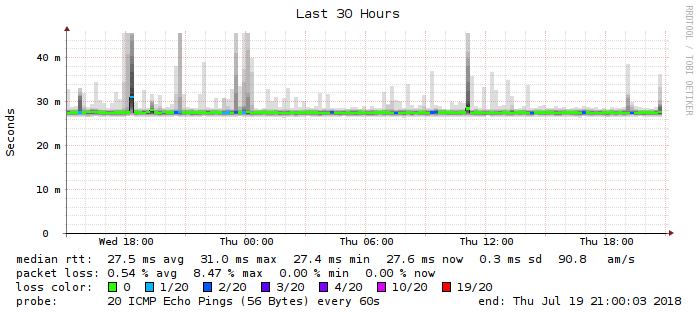 Last 30 Hours
RRDTOOL / TOBI OETIKER
Seconds
40 m
30 m
20 m
10 m
0
Wed 18:00 Thu 00:00 Thu 06:00 Thu 12:00 Thu 18:00
median rtt: 27.5 ms avg 31.0 ms max 27.4 ms min 27.6 ms now 0.3 ms sd 90.8 am/s
packet loss: 0.54 % avg 8.47 % max 0.00 % min 0.00 % now
loss color: 0 1/20 2/20 3/20 4/20 10/20 19/20
probe: 20 ICMP Echo Pings (56 Bytes) every 60s end: Thu Jul 19 21:00:03 2018